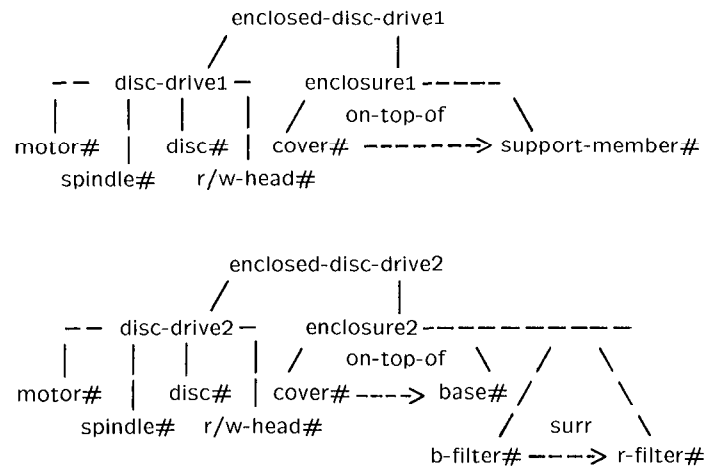 enclosed-disc-drive1
disc-drive1 enclosure1
on-top-of
motor# disc# cover# support-member#
spindle# r/w-head#
enclosed-disc-drive2
disc-drive2 enclosure2
on-top-of
motor# disc# cover# base#
spindle# r/w-head# surr
b-filter# r-filter#